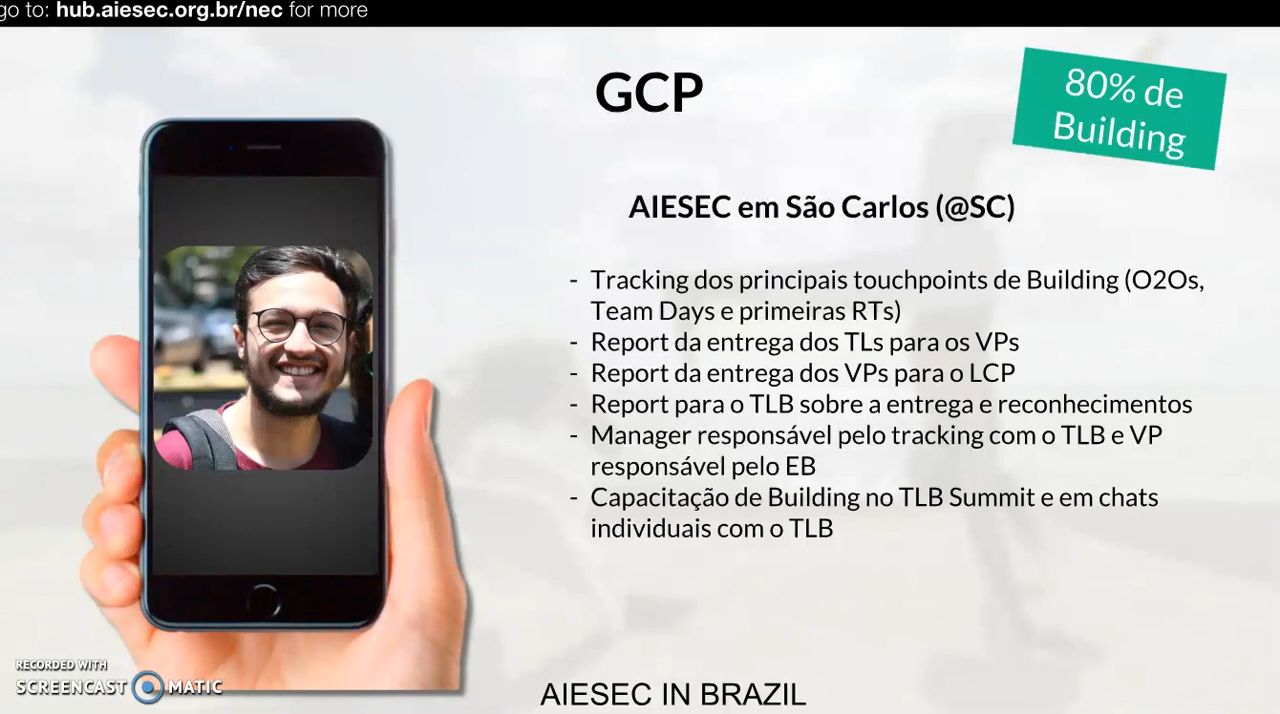 go to: hub.aiesec.org.br/nec for more
GCP
80% de
Building
AIESEC em São Carlos (@SC)
- Tracking dos principais touchpoints de Building (O2Os,
Team Days e primeiras RTs)
- Report da entrega dos TLs para os VPs
- Report da entrega dos VPs para o LCP
- Report para o TLB sobre a entrega e reconhecimentos
- Manager responsável pelo tracking com o TLB e VP
responsável pelo EB
- Capacitação de Building no TLB Summit e em chats
individuais com o TLB
RECORDED WITH
SCREENCAST MATIC
AIESEC IN BRAZIL